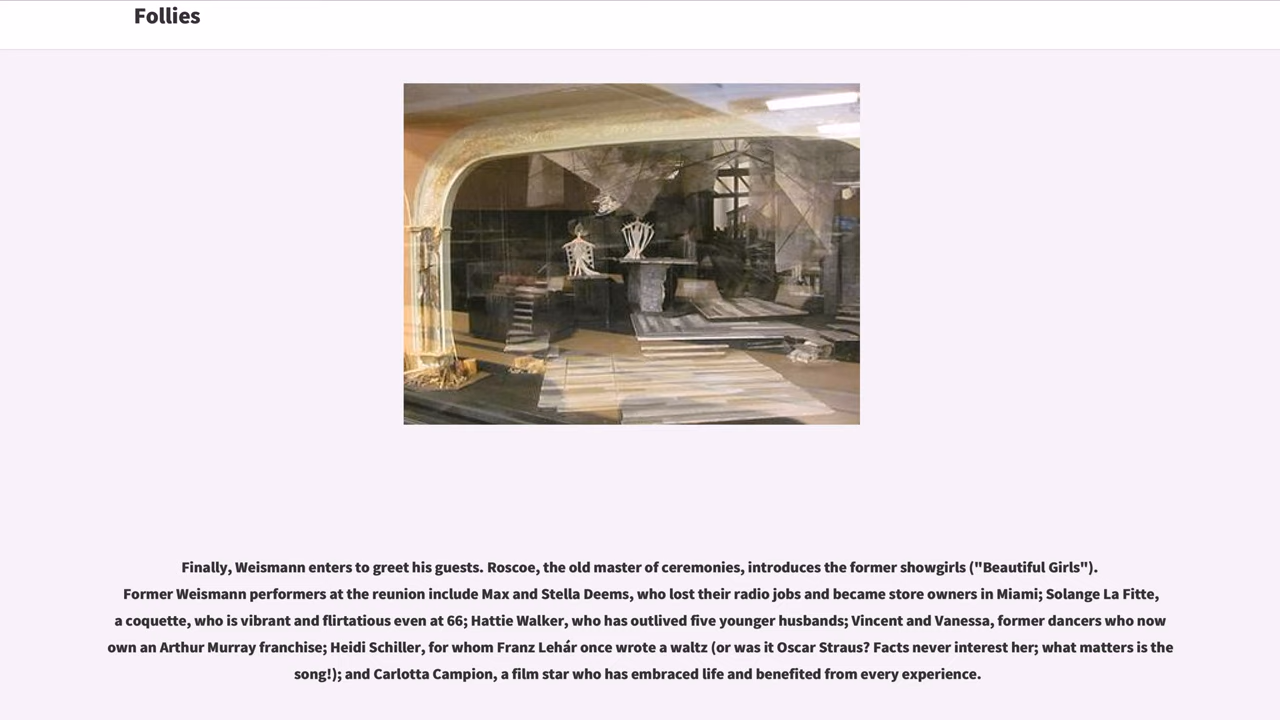 Follies
Finally, Weismann enters to greet his guests. Roscoe, the old master of ceremonies, introduces the former showgirls ("Beautiful Girls").
Former Weismann performers at the reunion include Max and Stella Deems, who lost their radio jobs and became store owners in Miami; Solange La Fitte,
a coquette, who is vibrant and flirtatious even at 66; Hattie Walker, who has outlived five younger husbands; Vincent and Vanessa, former dancers who now
own an Arthur Murray franchise; Heidi Schiller, for whom Franz Lehár once wrote a waltz (or was it Oscar Straus? Facts never interest her; what matters is the
song!); and Carlotta Campion, a film star who has embraced life and benefited from every experience.